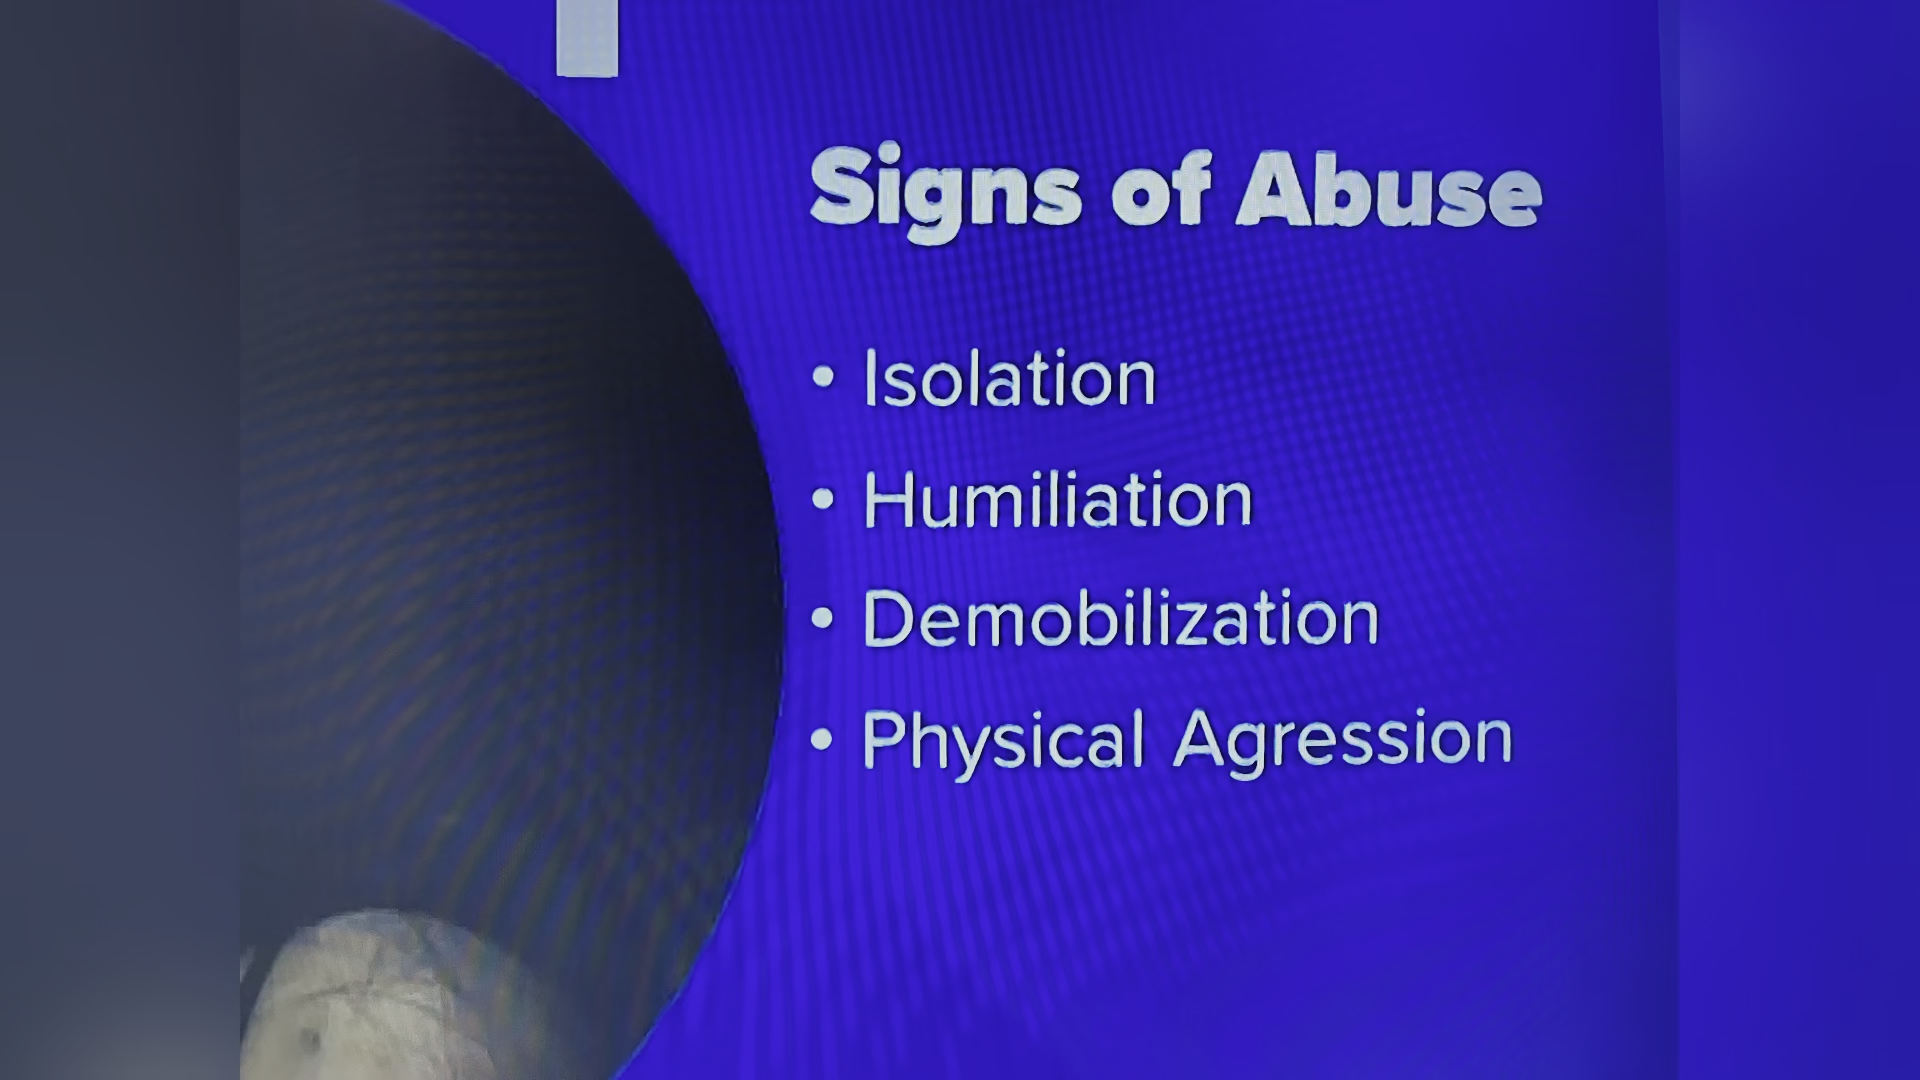 Signs of Abuse
• Isolation
• Humiliation
• Demobilization
• Physical Agression